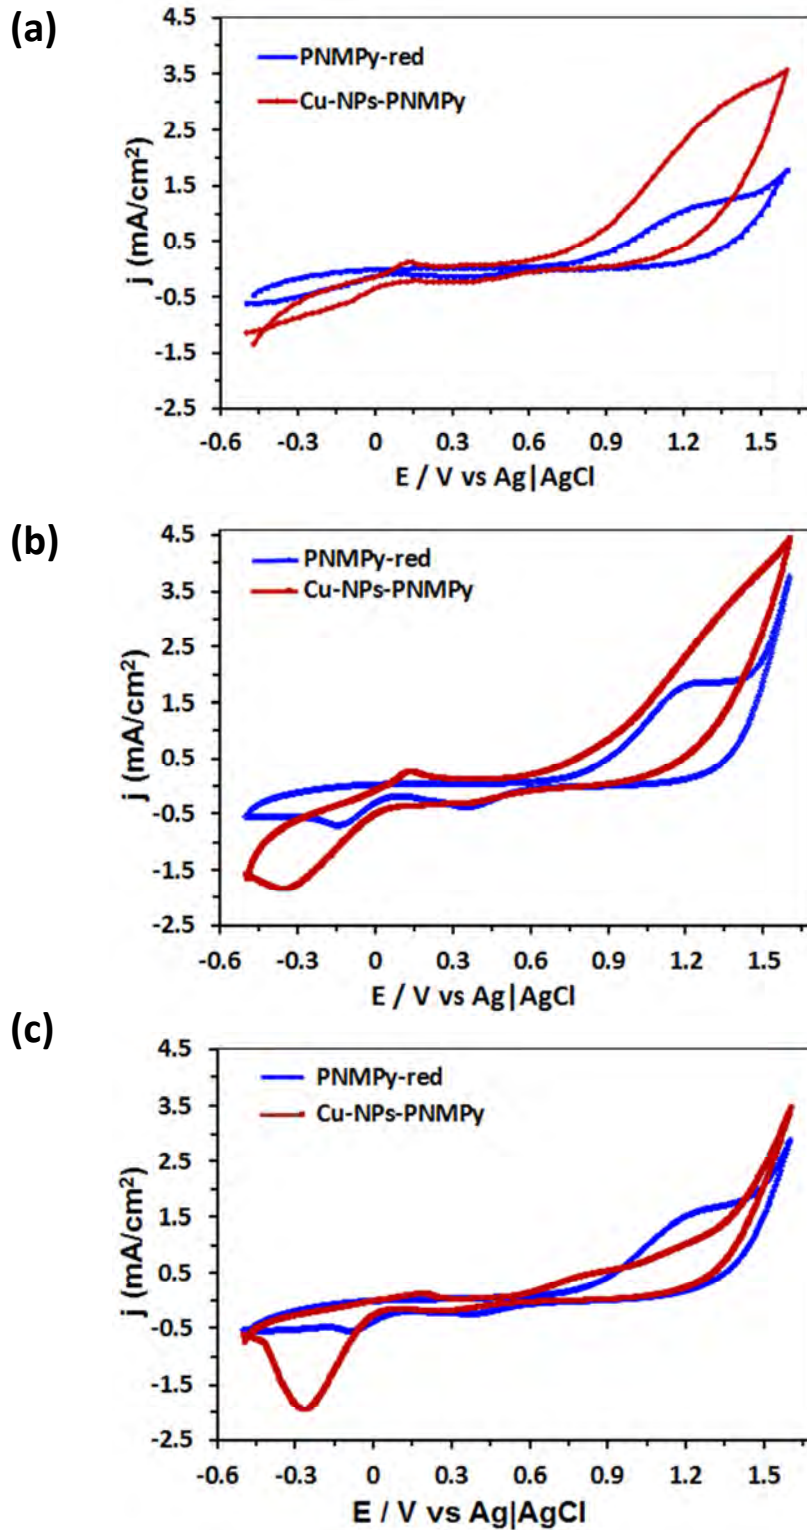 (a)
4.5
3.5
2.5
1.5
0.5
-0.5
-1.5
-2.5
j (mA/cm²)
PNMPy-red
Cu-NPs-PNMPy
-0.6 -0.3 0 0.3 0.6 0.9 1.2 1.5
E / V vs Ag|AgCl
(b)
4.5
3.5
2.5
1.5
0.5
-0.5
-1.5
-2.5
j (mA/cm²)
PNMPy-red
Cu-NPs-PNMPy
-0.6 -0.3 0 0.3 0.6 0.9 1.2 1.5
E / V vs Ag|AgCl
(c)
4.5
3.5
2.5
1.5
0.5
-0.5
-1.5
-2.5
j (mA/cm²)
PNMPy-red
Cu-NPs-PNMPy
-0.6 -0.3 0 0.3 0.6 0.9 1.2 1.5
E / V vs Ag|AgCl